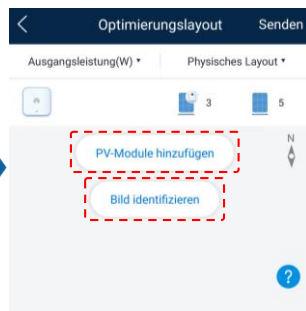 Optimierungslayout Senden
Ausgangsleistung(W) Physisches Layout
3 5
PV-Module hinzufügen
N
Bild identifizieren
?